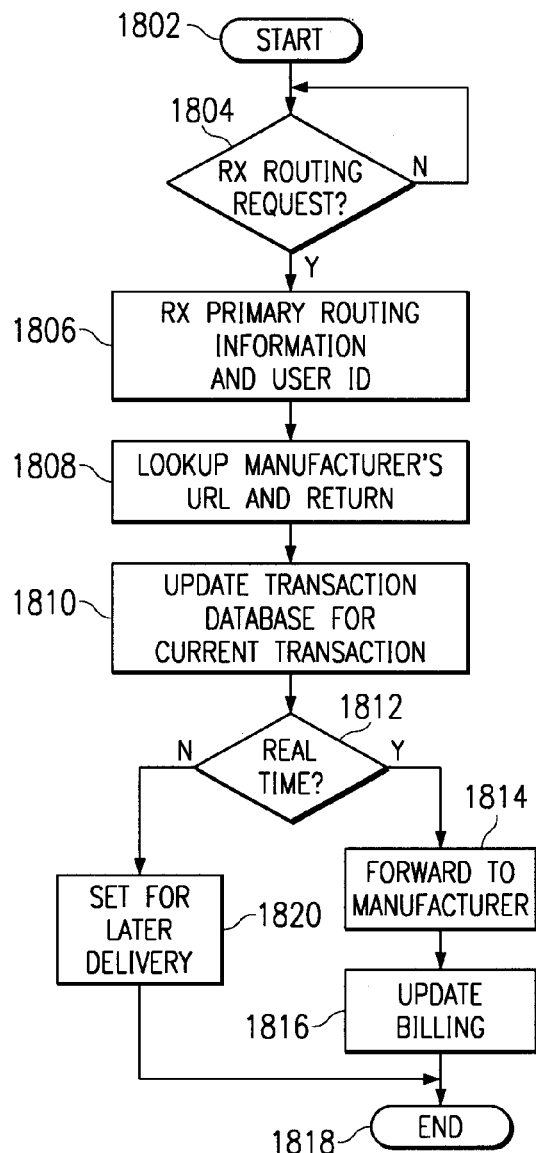 1802
START
1804
RX ROUTING
REQUEST?
N
Y
1806
RX PRIMARY ROUTING
INFORMATION
AND USER ID
1808
LOOKUP MANUFACTURER'S
URL AND RETURN
1810
UPDATE TRANSACTION
DATABASE FOR
CURRENT TRANSACTION
1812
N
REAL
TIME?
Y
1814
FORWARD TO
MANUFACTURER
SET FOR
LATER
DELIVERY
1820
1816
UPDATE
BILLING
1818
END